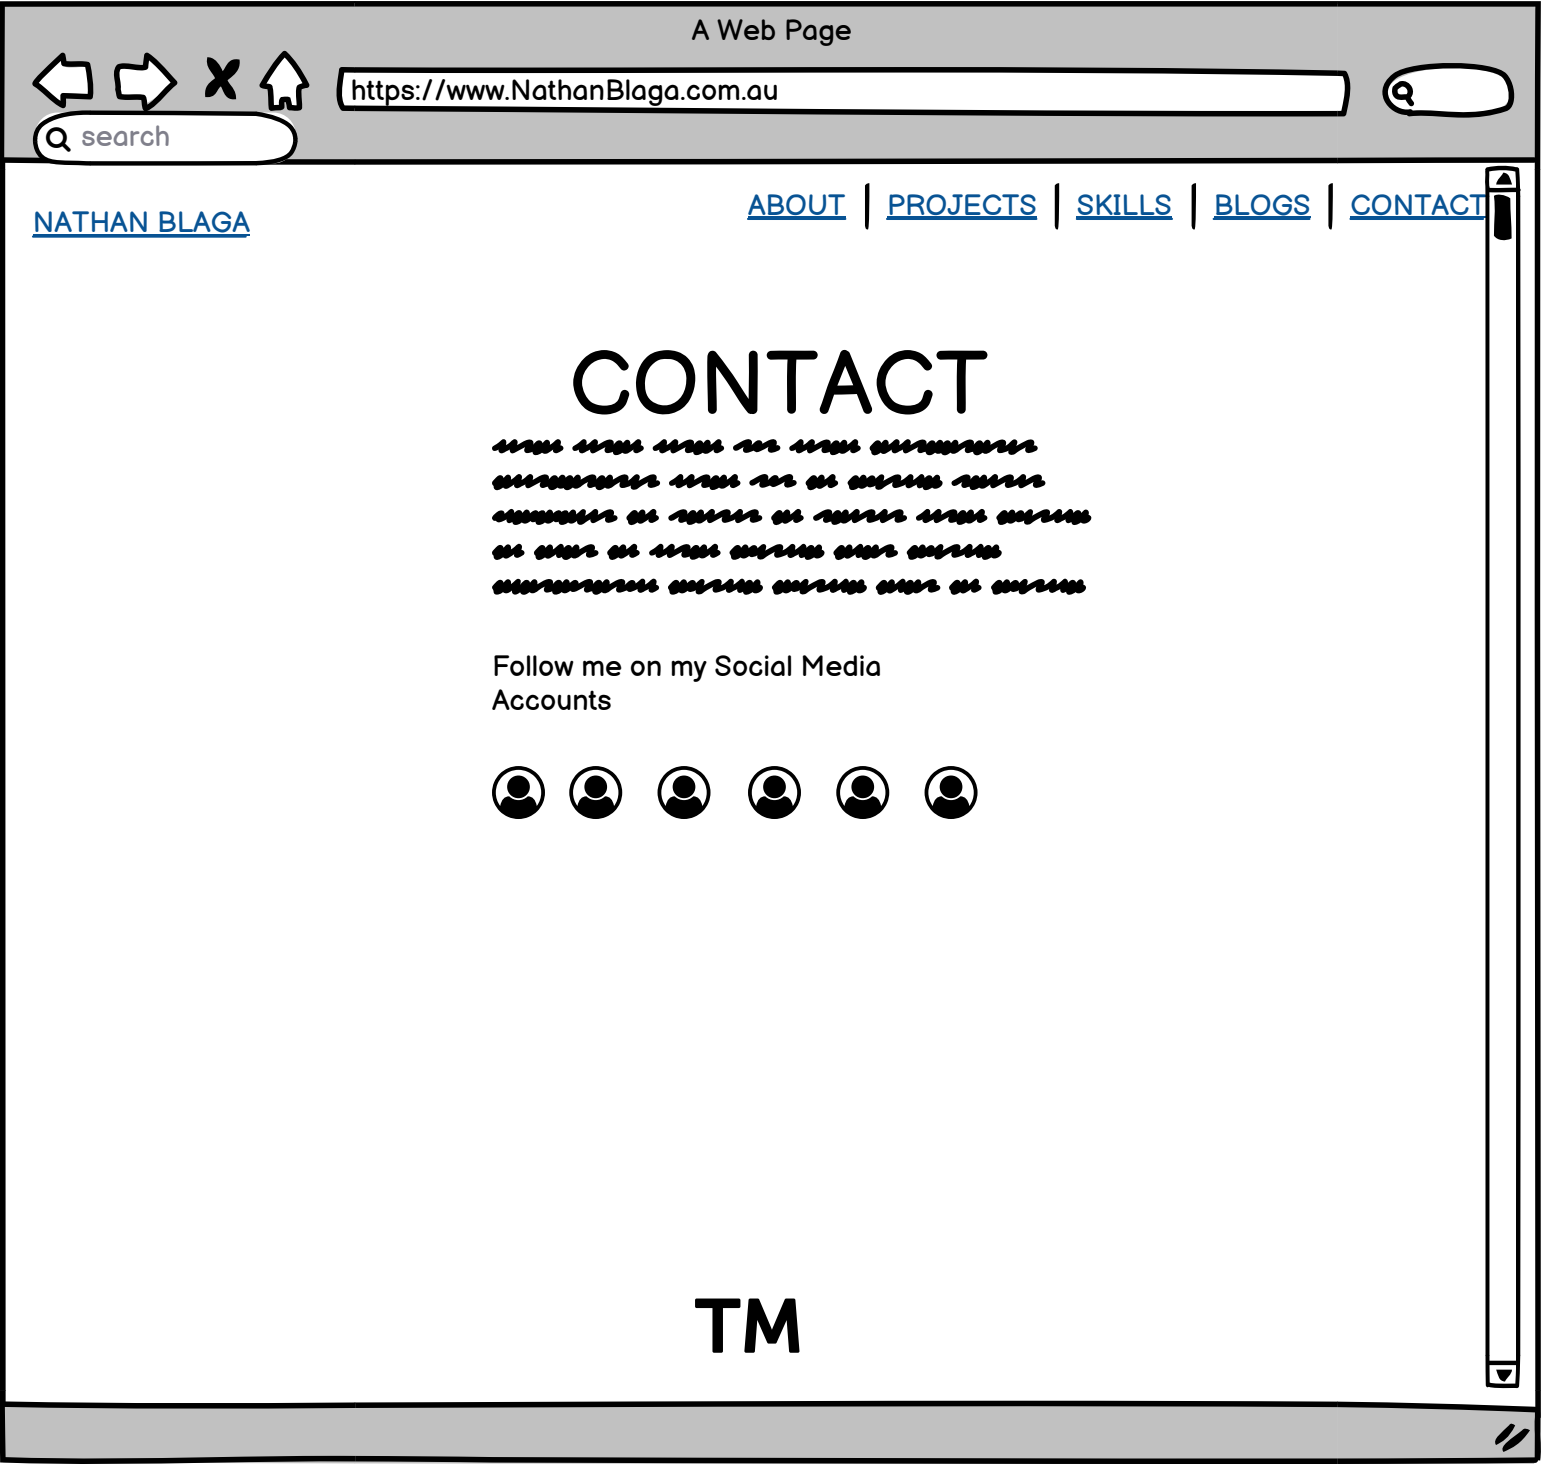 A Web Page
https://www.NathanBlaga.com.au
search
NATHAN BLAGA
ABOUT | PROJECTS | SKILLS | BLOGS | CONTACT
CONTACT
Follow me on my Social Media
Accounts
TM